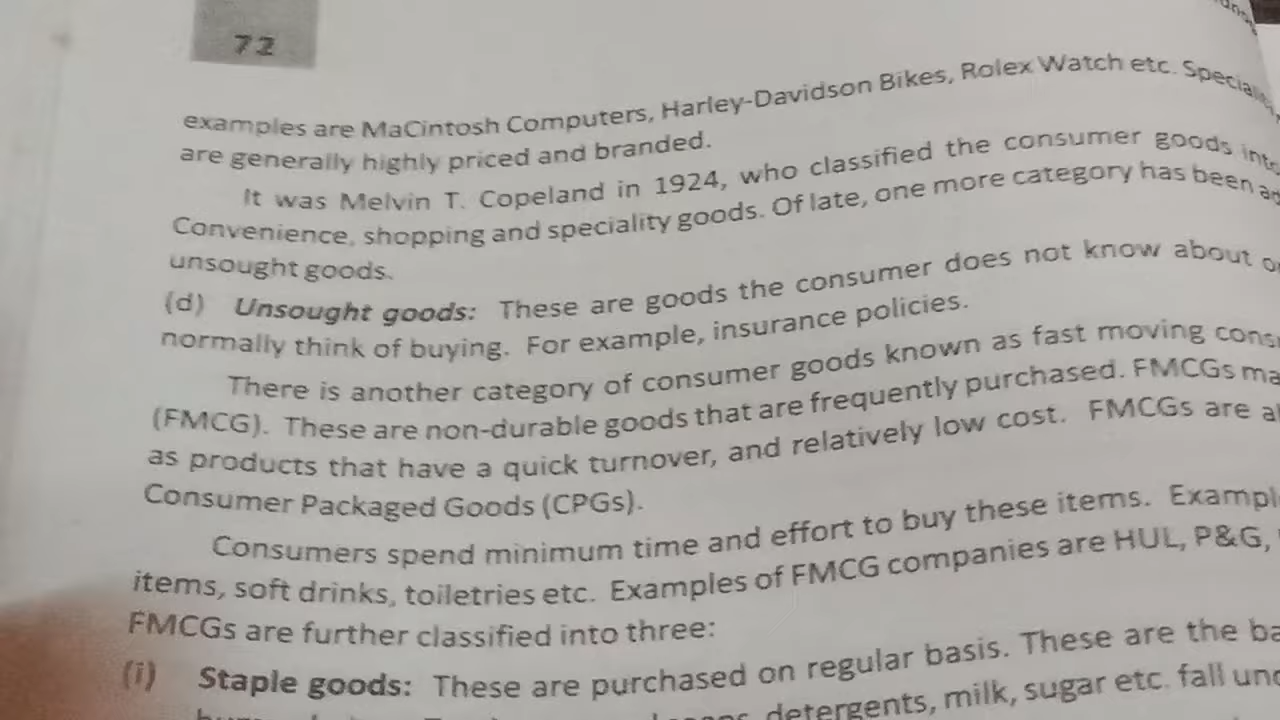 72
examples are MaCintosh Computers, Harley-Davidson Bikes, Rolex Watch etc.
are generally highly priced and branded.
It was Melvin T. Copeland in 1924, who classified the consumer goods into
Convenience, shopping and speciality goods. Of late, one more category has been
unsought goods.
(d) Unsought goods: These are goods the consumer does not know about
normally think of buying. For example, insurance policies.
There is another category of consumer goods known as fast moving
(FMCG). These are non-durable goods that are frequently purchased. FMCGs
as products that have a quick turnover, and relatively low cost. FMCGs are
Consumer Packaged Goods (CPGs).
Consumers spend minimum time and effort to buy these items.
items, soft drinks, toiletries etc. Examples of FMCG companies are HUL, P&G,
FMCGs are further classified into three:
(i) Staple goods: These are purchased on regular basis. These are the
detergents, milk, sugar etc. fall